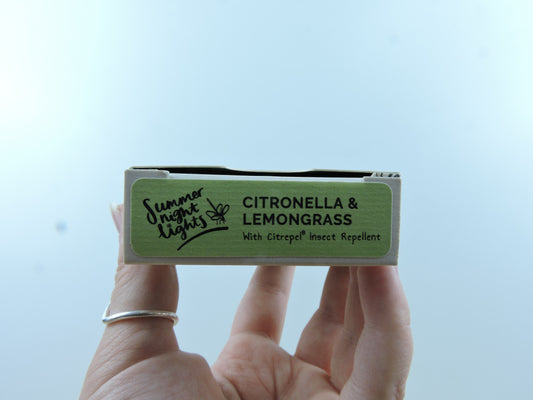 Summer
night
lights
CITRONELLA &
LEMONGRASS
With Citrepel® Insect Repellent